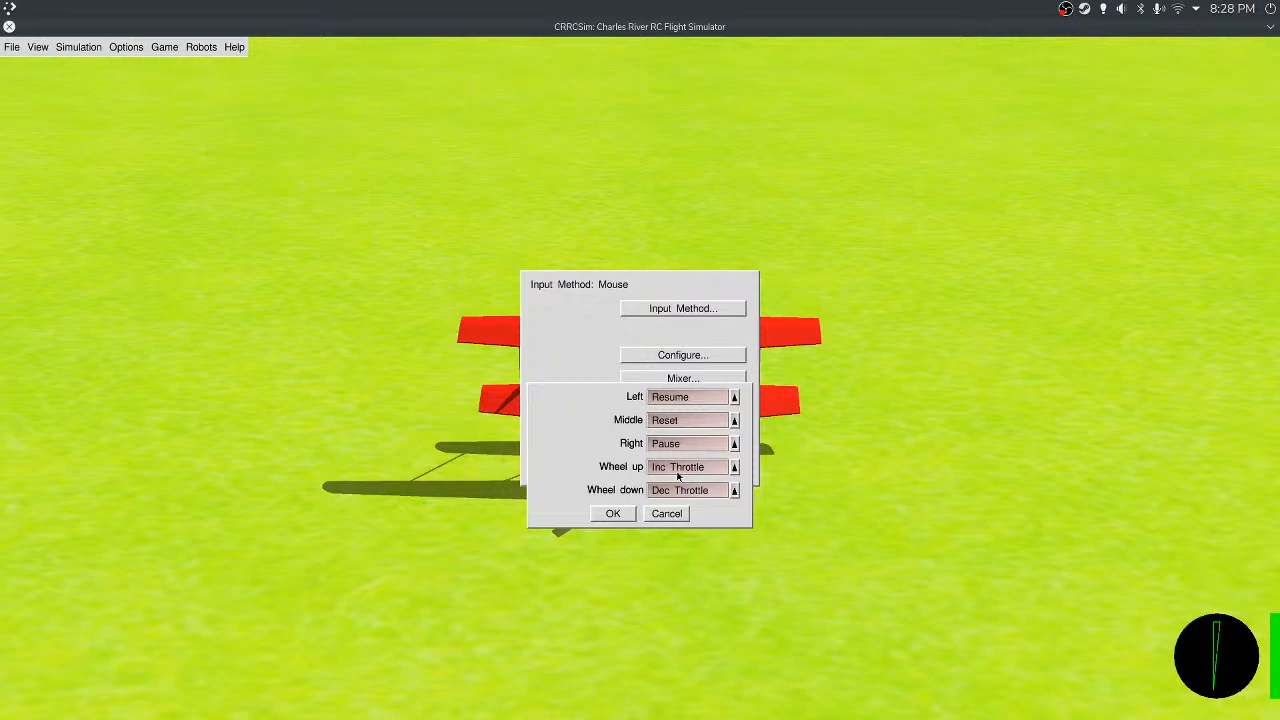 8:28 PM
CRRCSim: Charles River RC Flight Simulator
File View Simulation Options Game Robots Help
Input Method: Mouse
Input Method...
Configure...
Mixer...
Left Resume
Middle Reset
Right Pause
Wheel up Inc Throttle
Wheel down Dec Throttle
OK Cancel